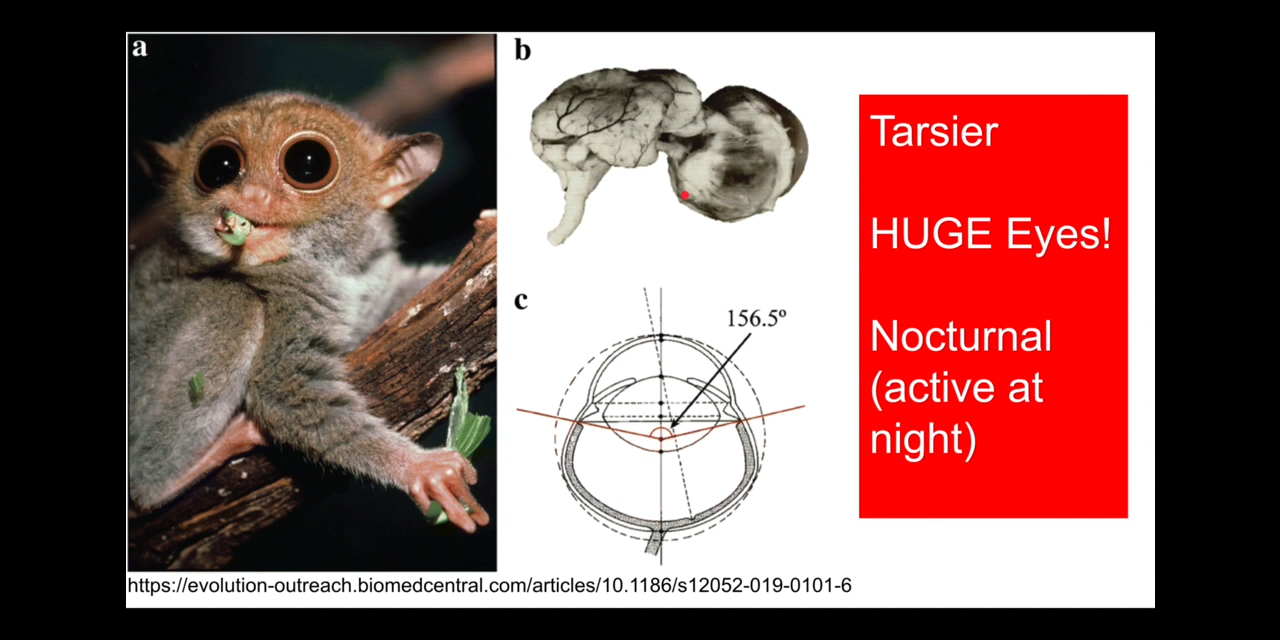 a
b
c
156.5º
Tarsier
HUGE Eyes!
Nocturnal
(active at
night)
https://evolution-outreach.biomedcentral.com/articles/10.1186/s12052-019-0101-6